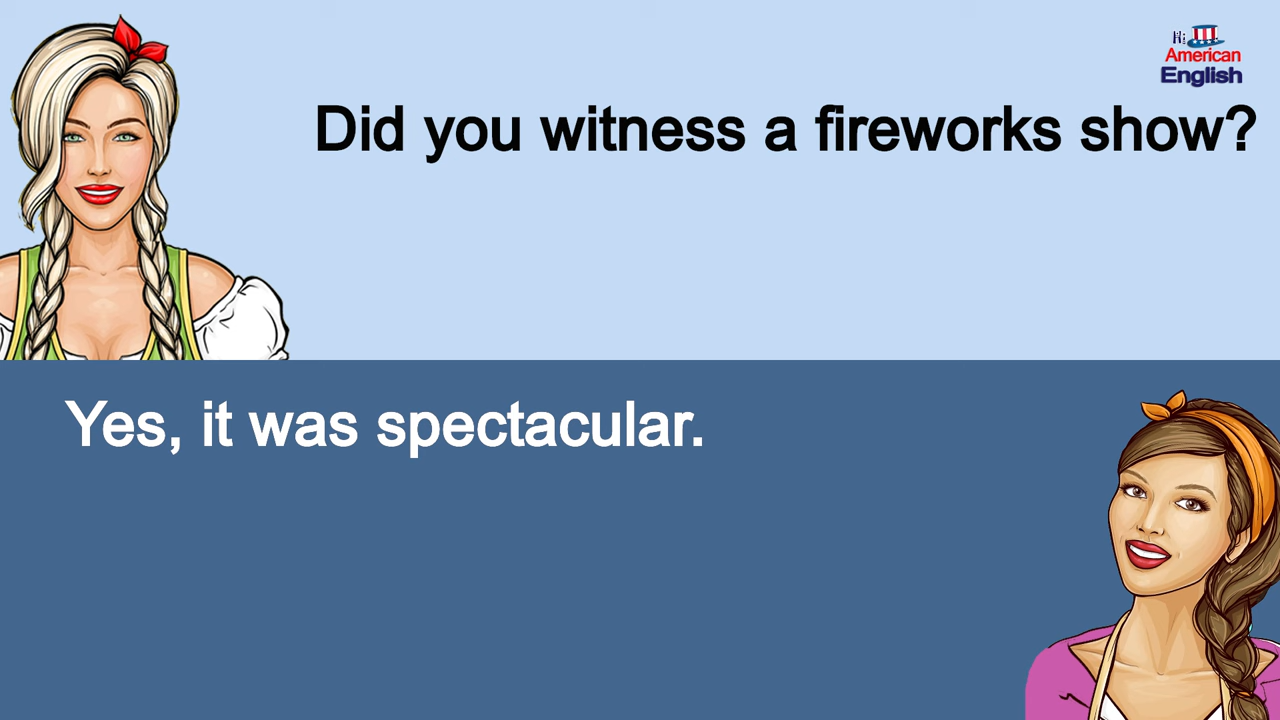 Hi
American
English
Did you witness a fireworks show?
Yes, it was spectacular.